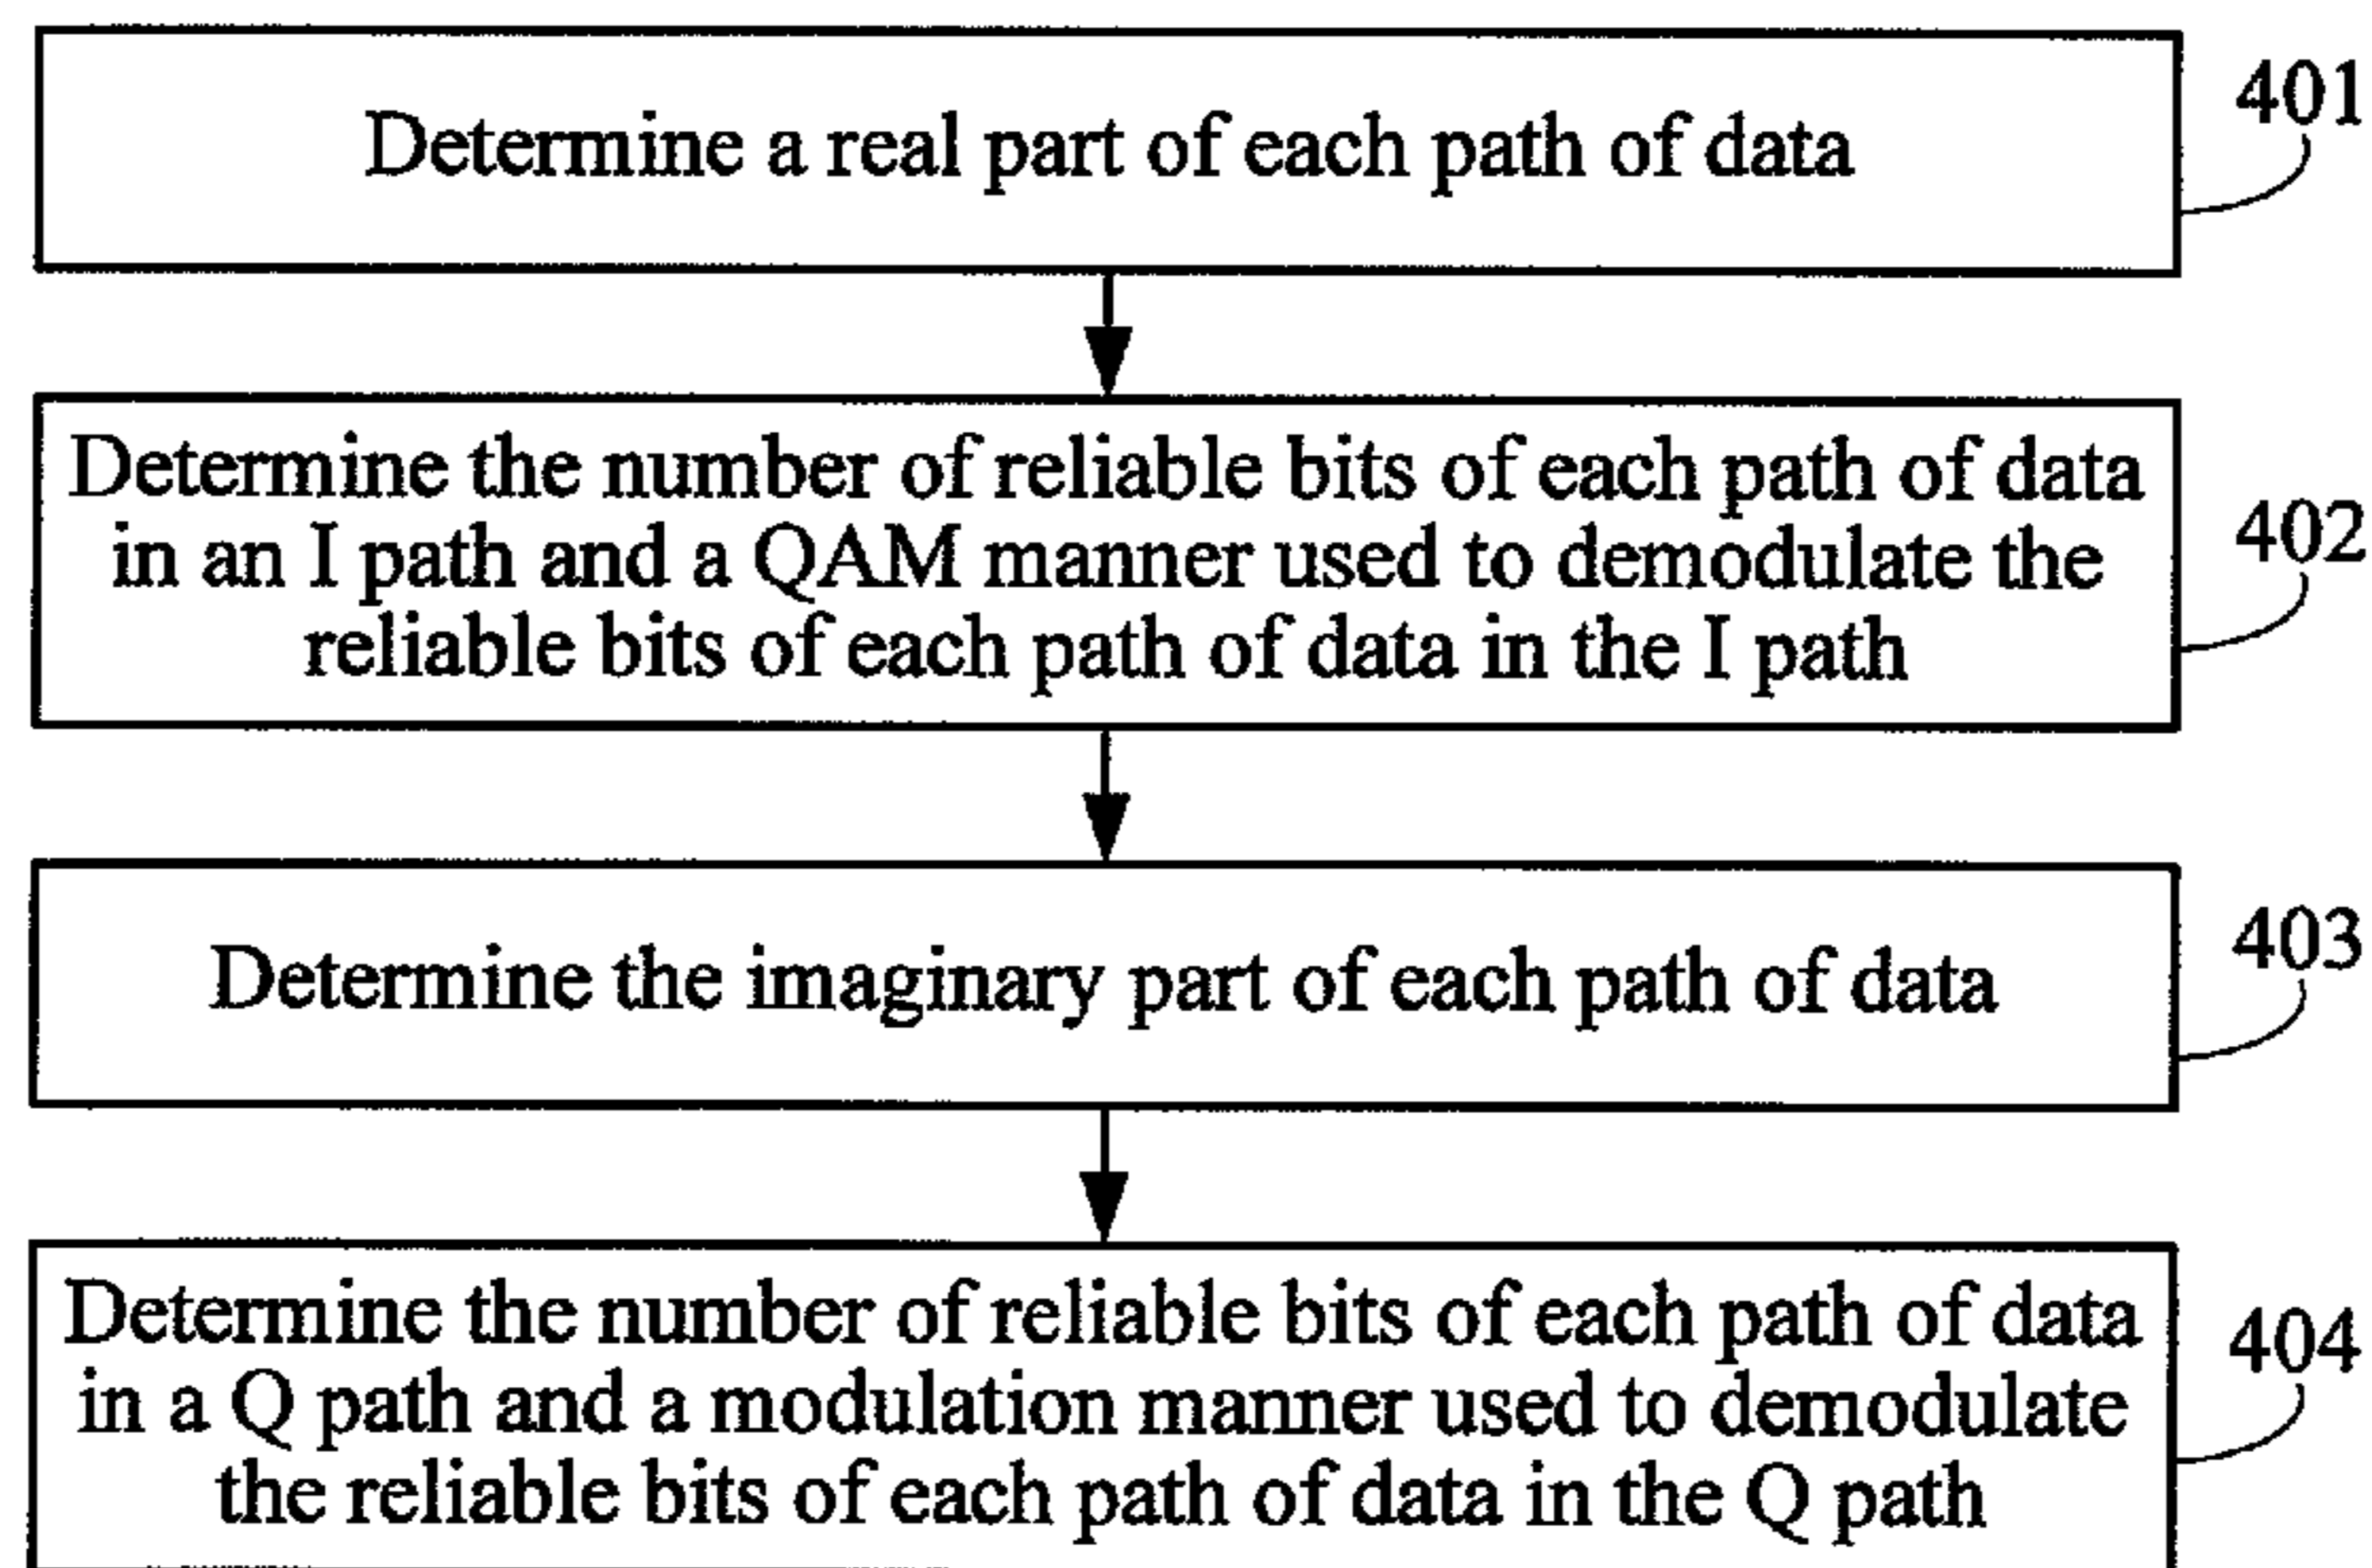 Determine a real part of each path of data
401
Determine the number of reliable bits of each path of data
in an I path and a QAM manner used to demodulate the
reliable bits of each path of data in the I path
402
Determine the imaginary part of each path of data
403
Determine the number of reliable bits of each path of data
in a Q path and a modulation manner used to demodulate
the reliable bits of each path of data in the Q path
404